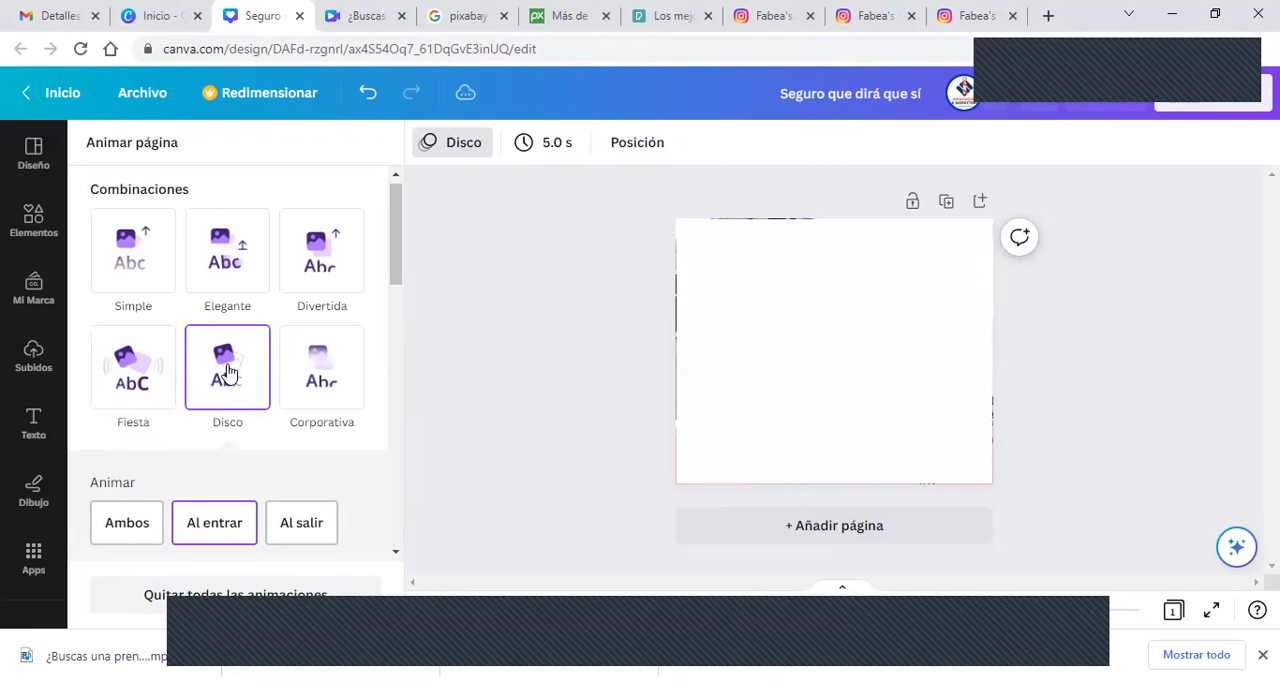 Detalles
Inicio - C
Seguro
¿Buscas
pixabay
Más de
Los mej
Fabea's
Fabea's
Fabea's
canva.com/design/DAFd-rzgnrl/ax4S54Oq7_61DqGvE3inUQ/edit
Inicio
Archivo
Redimensionar
Seguro que dirá que sí
Diseño
Elementos
Mi Marca
Subidos
Texto
Dibujo
Apps
Animar página
Disco
5.0 s
Posición
Combinaciones
Abc
Abc
Abc
Simple
Elegante
Divertida
AbC
Abc
Fiesta
Disco
Corporativa
Animar
Ambos
Al entrar
Al salir
Quitar todas las animaciones
+ Añadir página
1
¿Buscas una pren....mp
Mostrar todo